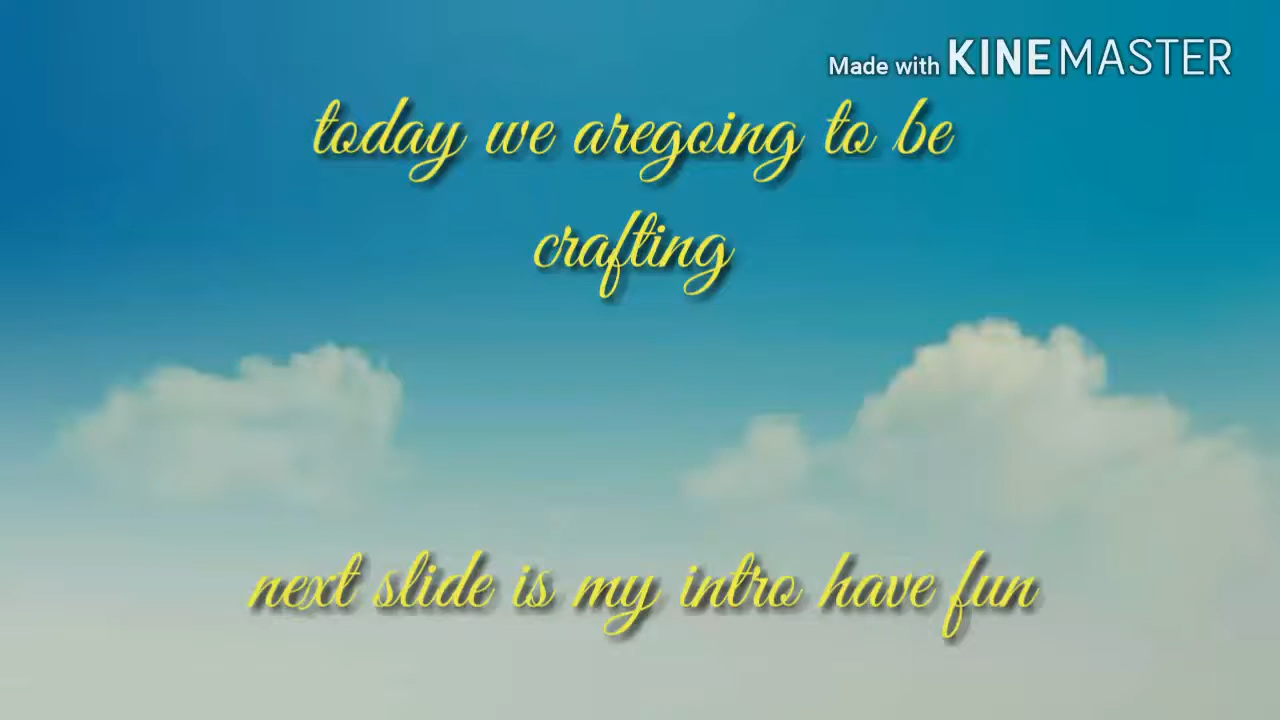 Made with KINEMASTER
today we aregoing to be
crafting
next slide is my intro have fun